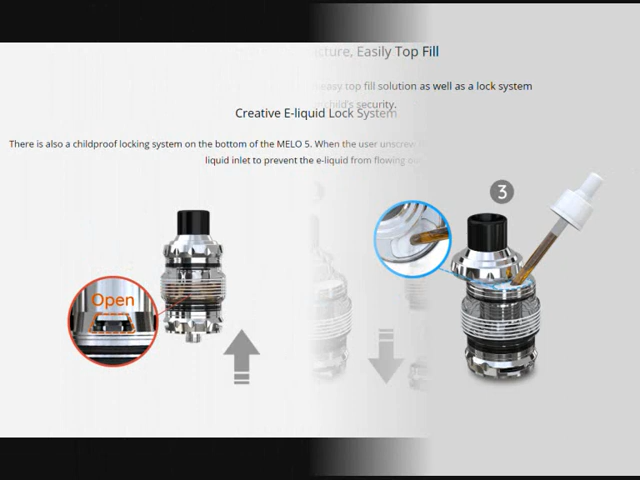 cture, Easily Top Fill
easy top fill solution as well as a lock system
child's security.
Creative E-liquid Lock System
There is also a childproof locking system on the bottom of the MELO 5. When the user unscrew
liquid inlet to prevent the e-liquid from flowing
3
Open